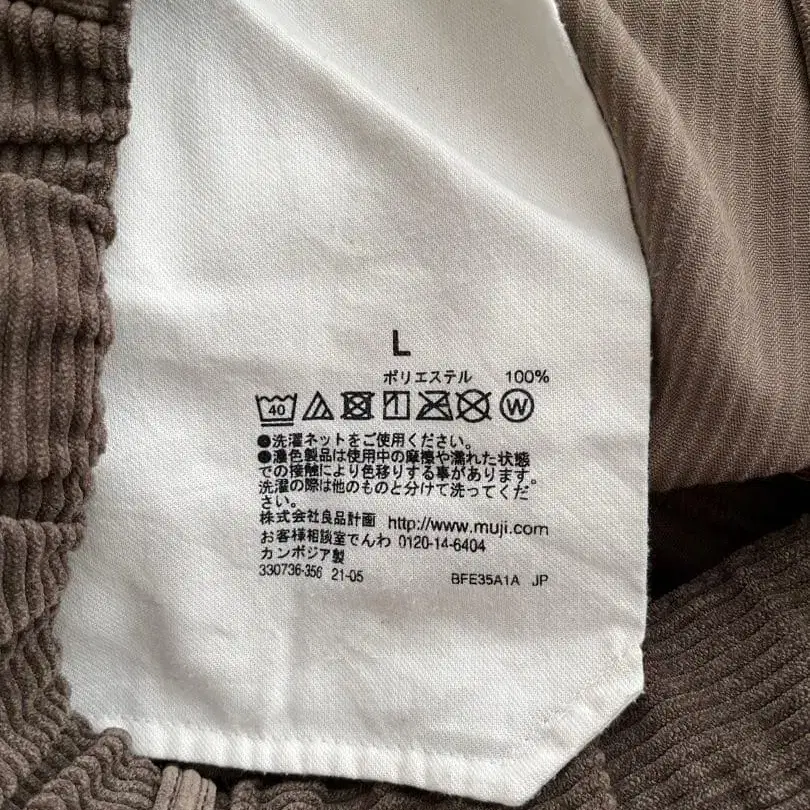 L
ポリエステル 100%
40 W
●洗濯ネットをご使用ください。
●濃色製品は使用中の摩擦や濡れた状態
での接触により色移りする事があります。
洗濯の際は他のものと分けて洗ってくだ
さい。
株式会社良品計画 http://www.muji.com
お客様相談室でんわ 0120-14-6404
カンボジア製
330736-356 21-05 BFE35A1A JP